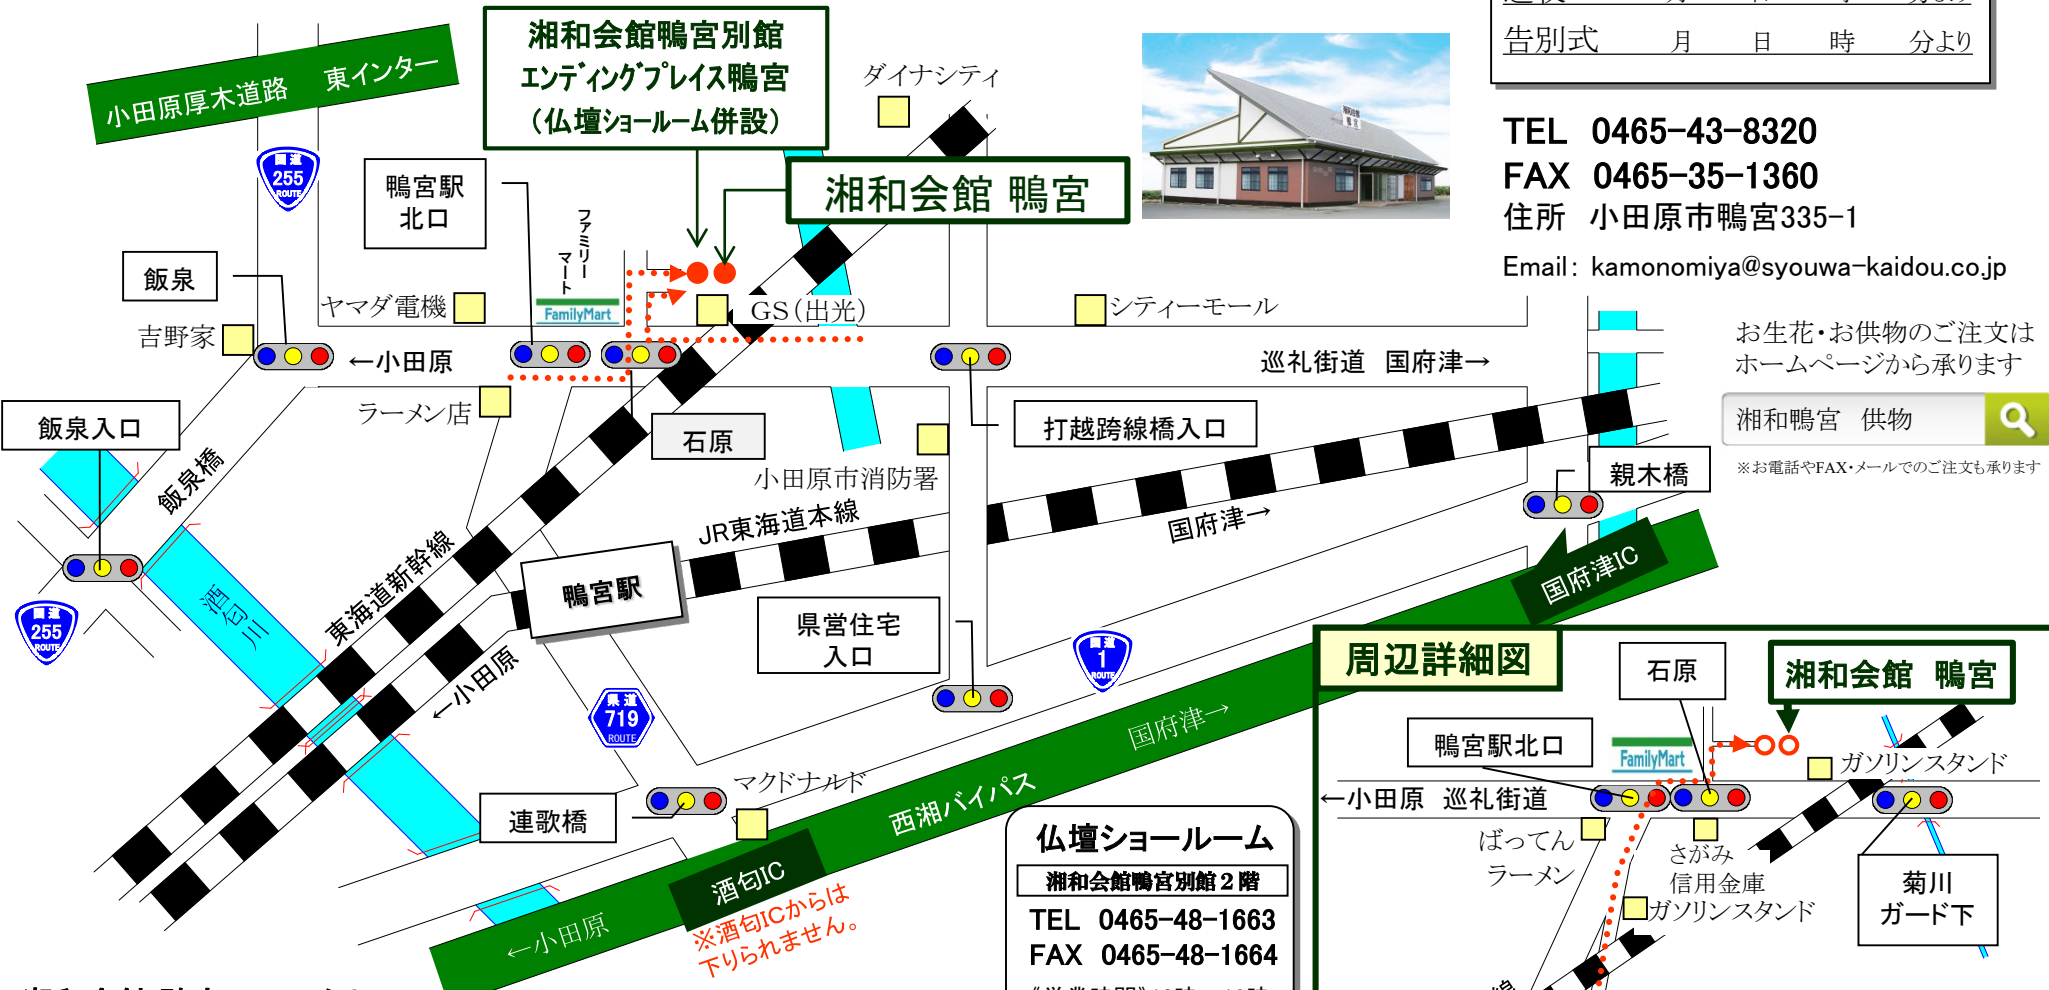 告別式 月 日 時 分より
湘和会館鴨宮別館
エンディングプレイス鴨宮
(仏壇ショールーム併設)
ダイナシティ
小田原厚木道路 東インター
国道
255
ROUTE
鴨宮駅
北口
ファミリー
マート
FamilyMart
湘和会館 鴨宮
湘和会館
鴨宮
TEL 0465-43-8320
FAX 0465-35-1360
住所 小田原市鴨宮335-1
Email: kamonomiya@syouwa-kaidou.co.jp
飯泉
ヤマダ電機
吉野家
GS(出光)
シティーモール
←小田原
巡礼街道 国府津→
お生花・お供物のご注文は
ホームページから承ります
湘和鴨宮 供物
※お電話やFAX・メールでのご注文も承ります
ラーメン店
飯泉入口
飯泉橋
石原
打越跨線橋入口
小田原市消防署
親木橋
JR東海道本線
国府津→
東海道新幹線
鴨宮駅
←小田原
酒匂川
国道
255
ROUTE
国府津IC
県営住宅
入口
国道
1
ROUTE
県道
719
ROUTE
国府津→
マクドナルド
連歌橋
西湘バイパス
酒匂IC
←小田原
※酒匂ICからは
下りられません。
仏壇ショールーム
湘和会館鴨宮別館2階
TEL 0465-48-1663
FAX 0465-48-1664
周辺詳細図
石原
湘和会館 鴨宮
鴨宮駅北口
FamilyMart
ガソリンスタンド
←小田原 巡礼街道
ばってん
ラーメン
さがみ
信用金庫
ガソリンスタンド
菊川
ガード下